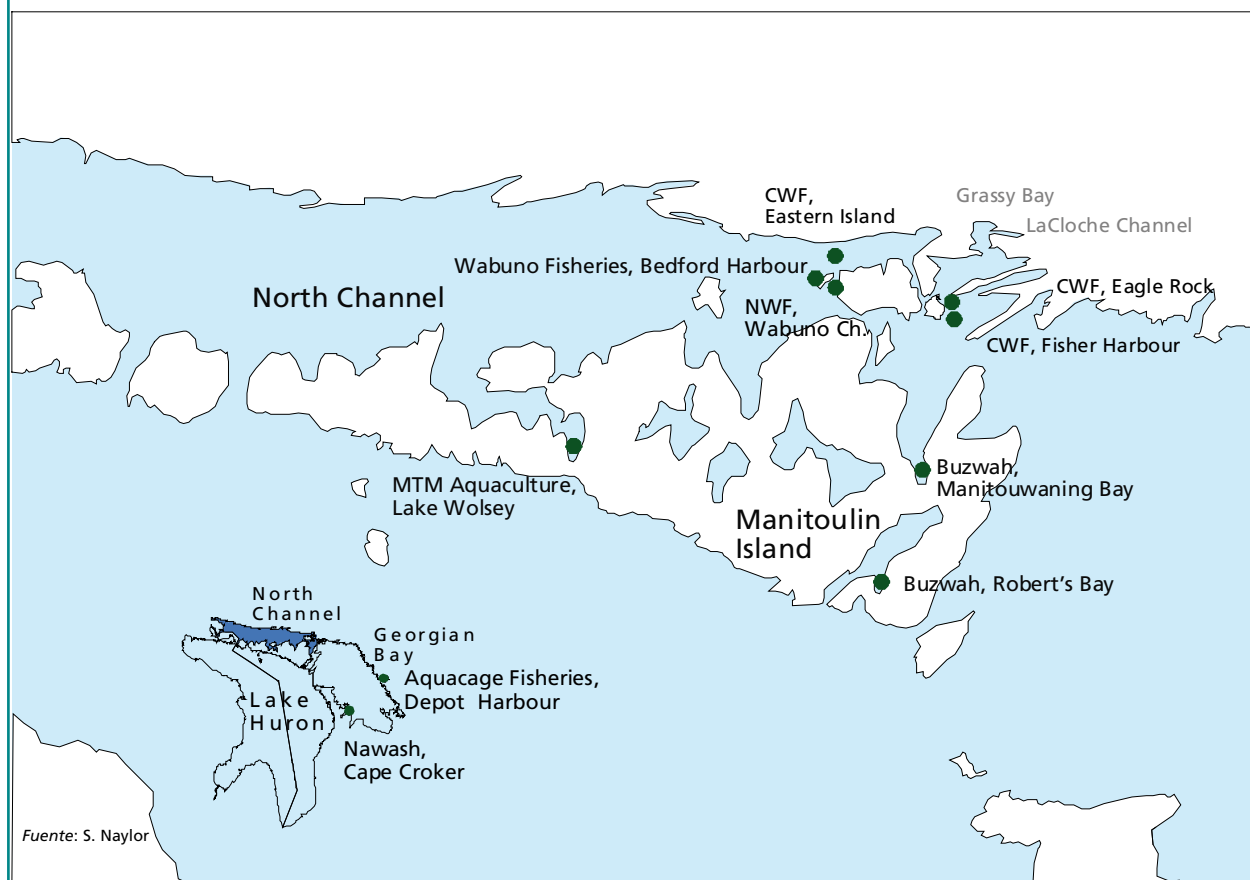 CWF,
Eastern Island
Grassy Bay
LaCloche Channel
Wabuno Fisheries, Bedford Harbour
North Channel
NWF,
Wabuno Ch.
CWF, Eagle Rock
CWF, Fisher Harbour
MTM Aquaculture,
Lake Wolsey
Buzwah,
Manitouwaning Bay
Manitoulin
Island
Buzwah, Robert’s Bay
North
Channel
Georgian
Bay
Aquacage Fisheries,
Depot Harbour
Lake
Huron
Nawash,
Cape Croker
Fuente: S. Naylor